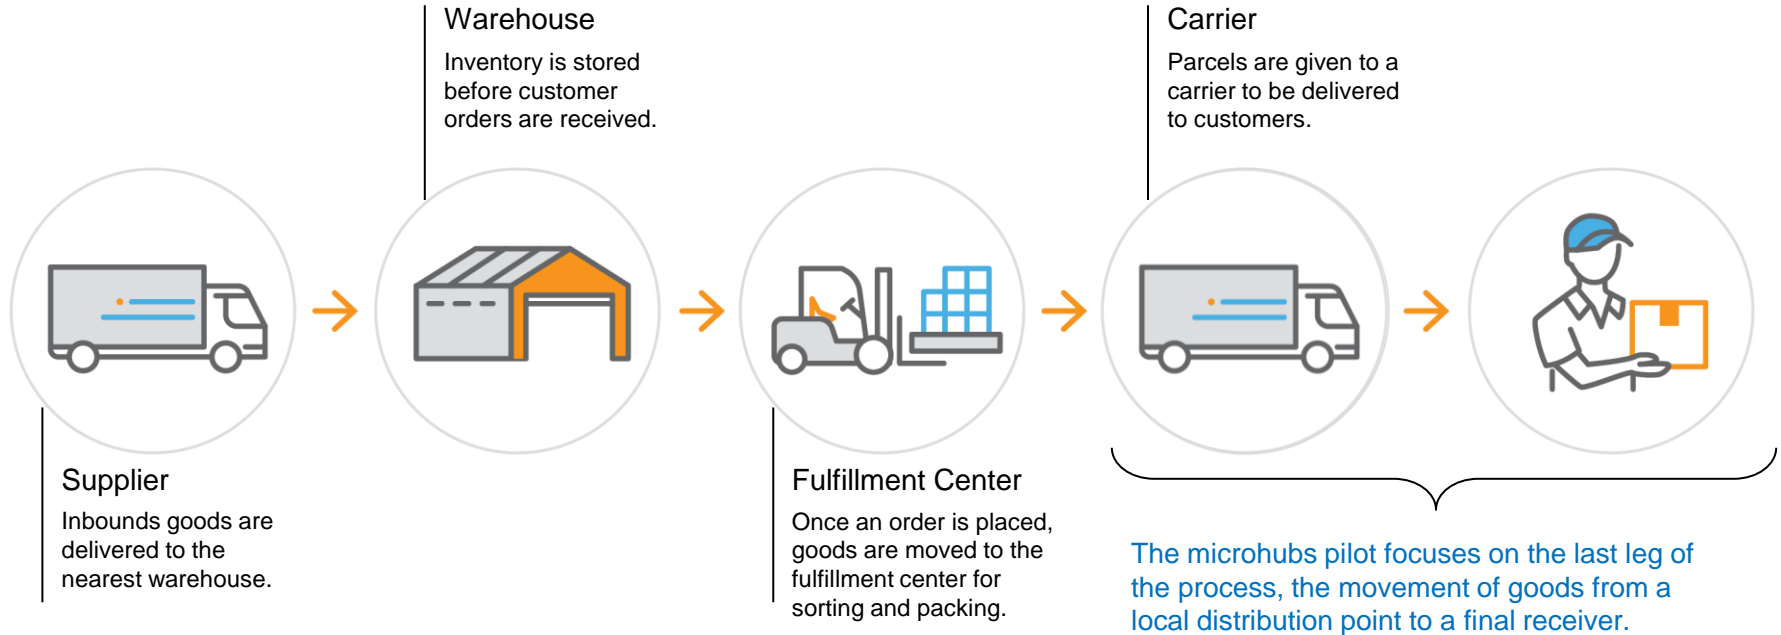 Warehouse
Inventory is stored
before customer
orders are received.
Carrier
Parcels are given to a
carrier to be delivered
to customers.
Supplier
Inbounds goods are
delivered to the
nearest warehouse.
Fulfillment Center
Once an order is placed,
goods are moved to the
fulfillment center for
sorting and packing.
The microhubs pilot focuses on the last leg of
the process, the movement of goods from a
local distribution point to a final receiver.